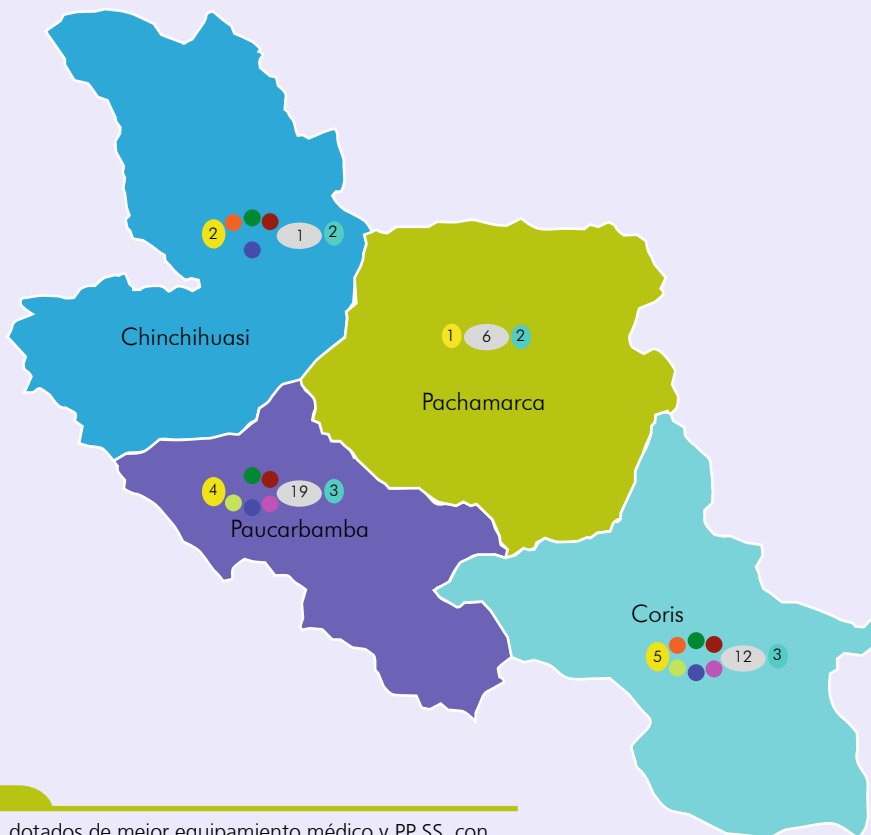 2 1 2
Chinchihuasi
1 6 2
Pachamarca
4 19 3
Paucarbamba
Coris
5 12 3
dotados de mejor equipamiento médico y PP.SS. con